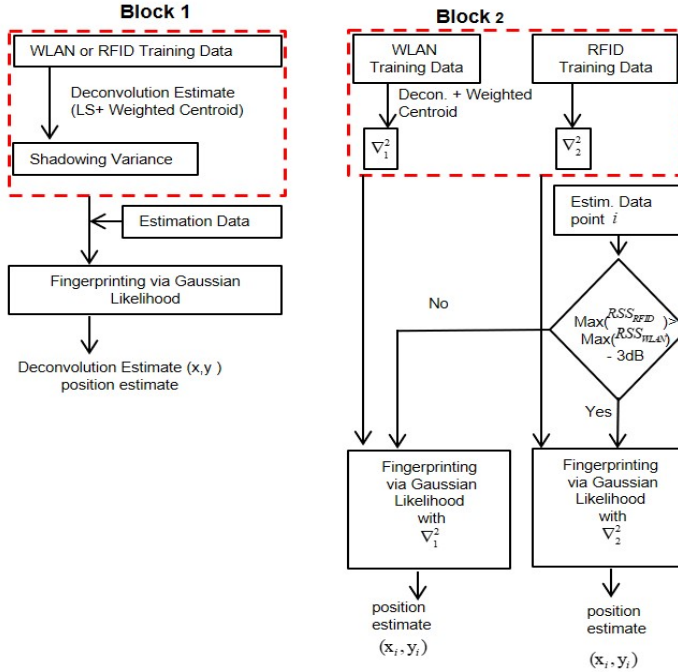 Block 1
WLAN or RFID Training Data
Deconvolution Estimate
(LS+ Weighted Centroid)
Shadowing Variance
Estimation Data
Fingerprinting via Gaussian
Likelihood
Deconvolution Estimate (x,y )
position estimate
Block 2
WLAN
Training Data
RFID
Training Data
Decon. + Weighted
Centroid
∇₁²
∇₂²
Estim. Data
point i
No
Max(RSS_RFID)>
Max(RSS_WLAN)
- 3dB
Yes
Fingerprinting
via Gaussian
Likelihood
with
∇₁²
Fingerprinting
via Gaussian
Likelihood
with
∇₂²
position
estimate
(xᵢ, yᵢ)
position
estimate
(xᵢ, yᵢ)